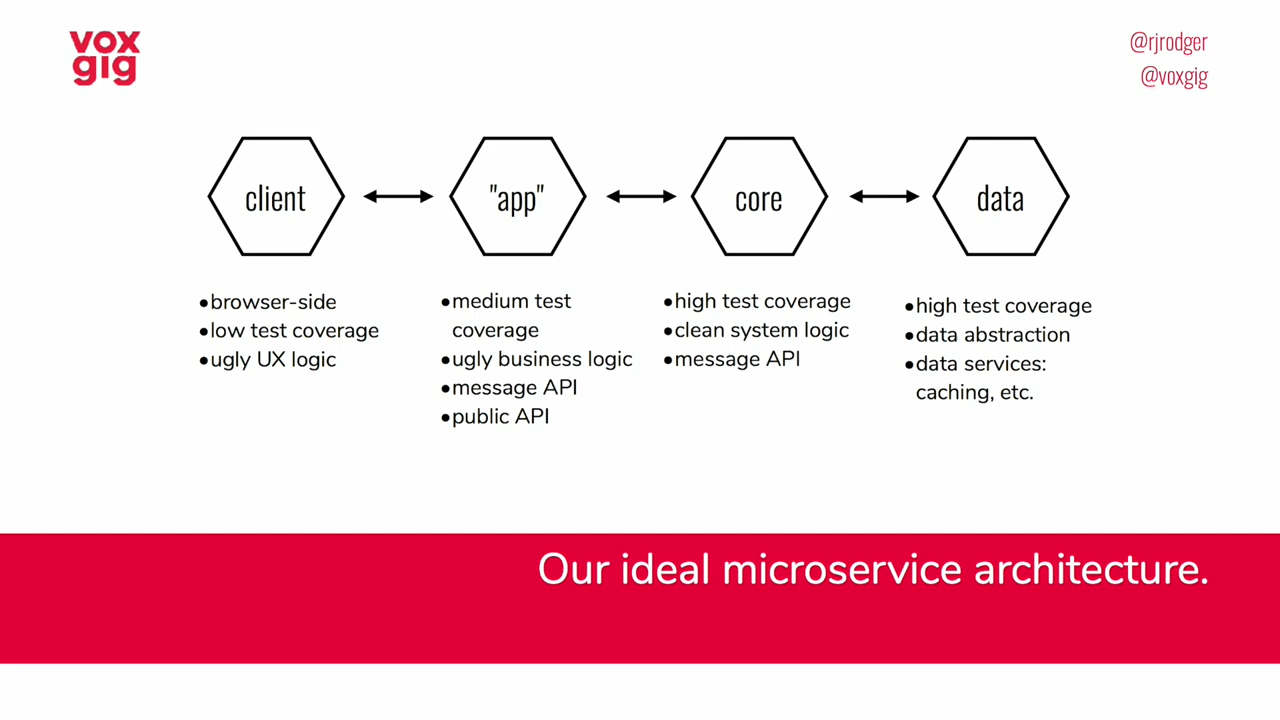 vox
gig
@rjrodger
@voxgig
client
"app"
core
data
•browser-side
•low test coverage
•ugly UX logic
•medium test
coverage
•ugly business logic
•message API
•public API
•high test coverage
•clean system logic
•message API
•high test coverage
•data abstraction
•data services:
caching, etc.
Our ideal microservice architecture.